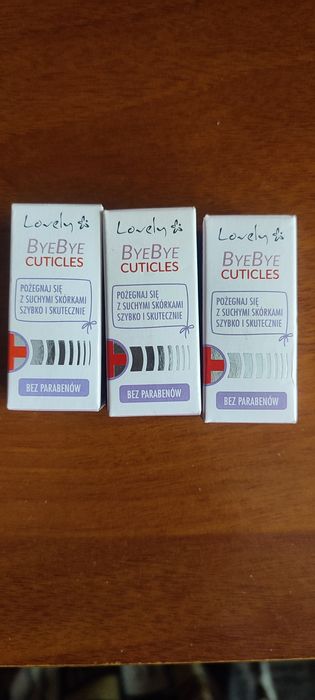 Lovely
BYEBYE
CUTICLES
POŻEGNAJ SIĘ
Z SUCHYMI SKÓRKAMI
SZYBKO I SKUTECZNIE
BEZ PARABENÓW
Lovely
BYEBYE
CUTICLES
POŻEGNAJ SIĘ
Z SUCHYMI SKÓRKAMI
SZYBKO I SKUTECZNIE
BEZ PARABENÓW
Lovely
BYEBYE
CUTICLES
POŻEGNAJ SIĘ
Z SUCHYMI SKÓRKAMI
SZYBKO I SKUTECZNIE
BEZ PARABENÓW